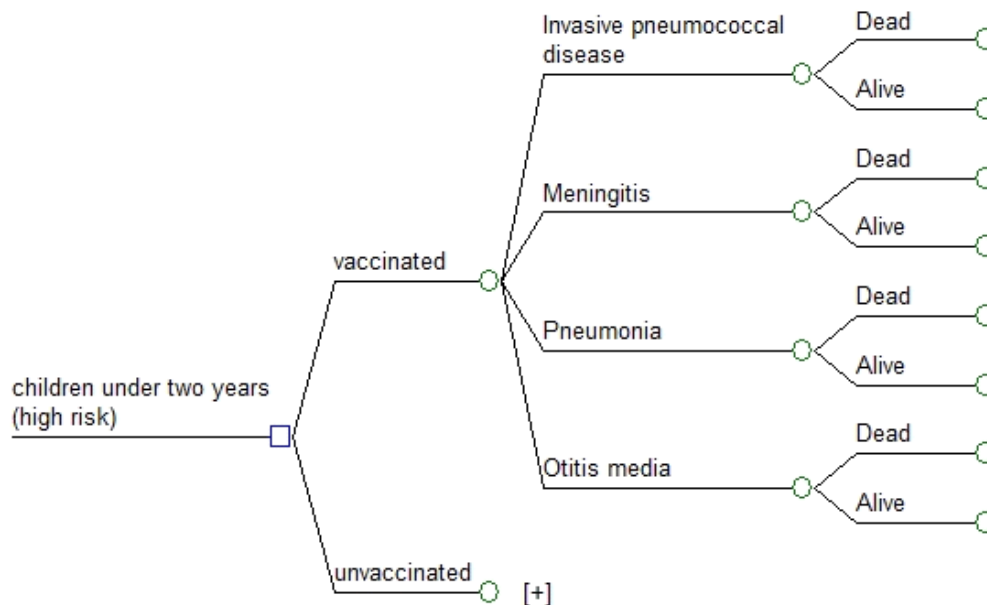 Invasive pneumococcal
disease
Dead
Alive
Meningitis
Dead
Alive
vaccinated
Pneumonia
Dead
Alive
children under two years
(high risk)
Otitis media
Dead
Alive
unvaccinated
[+]